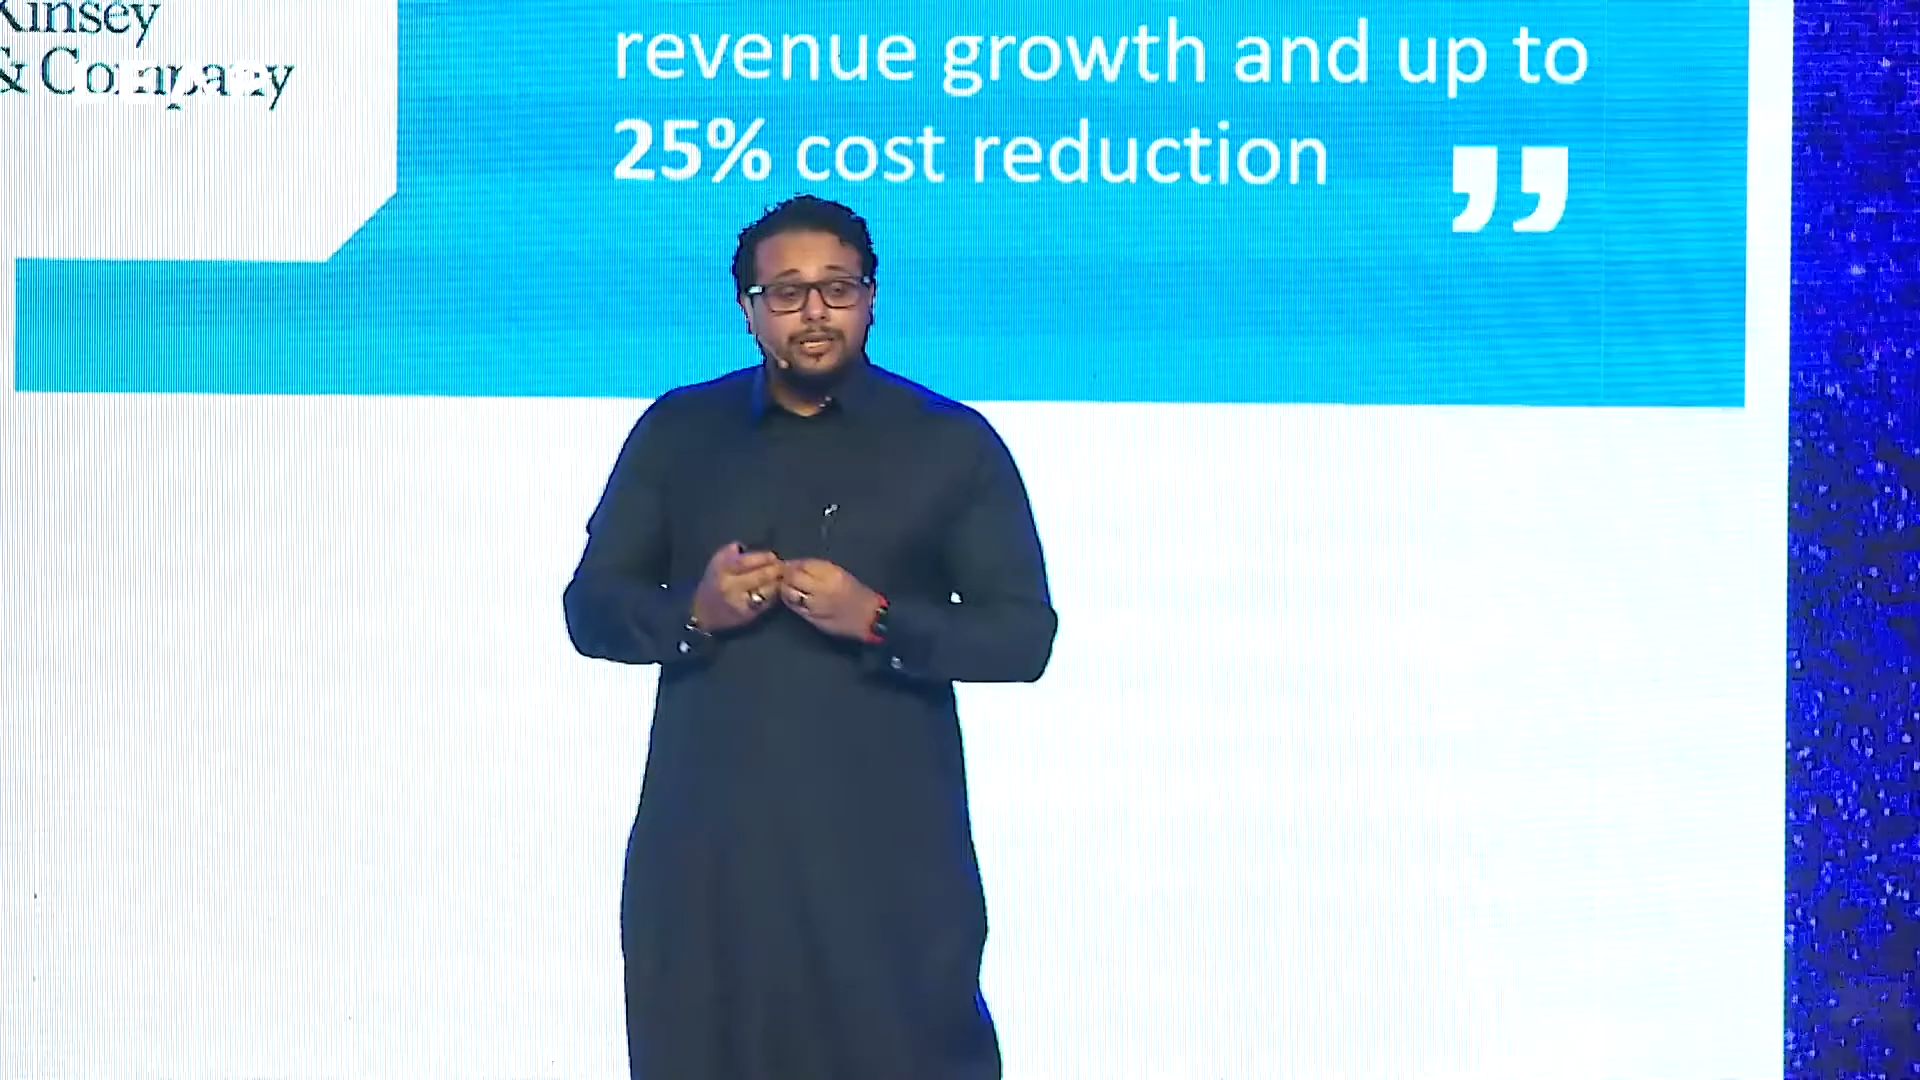 Kinsey
& Company
revenue growth and up to
25% cost reduction
”